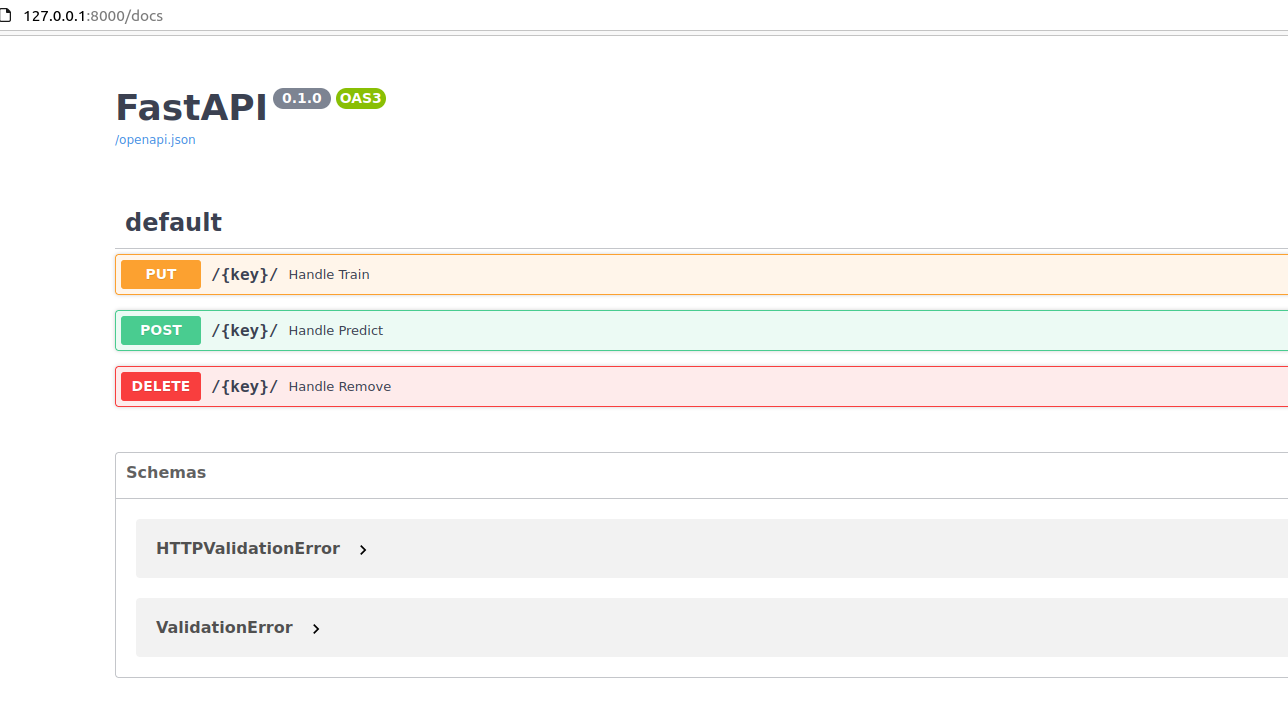 127.0.0.1:8000/docs
FastAPI 0.1.0 OAS3
/openapi.json
default
PUT /{key}/ Handle Train
POST /{key}/ Handle Predict
DELETE /{key}/ Handle Remove
Schemas
HTTPValidationError
ValidationError